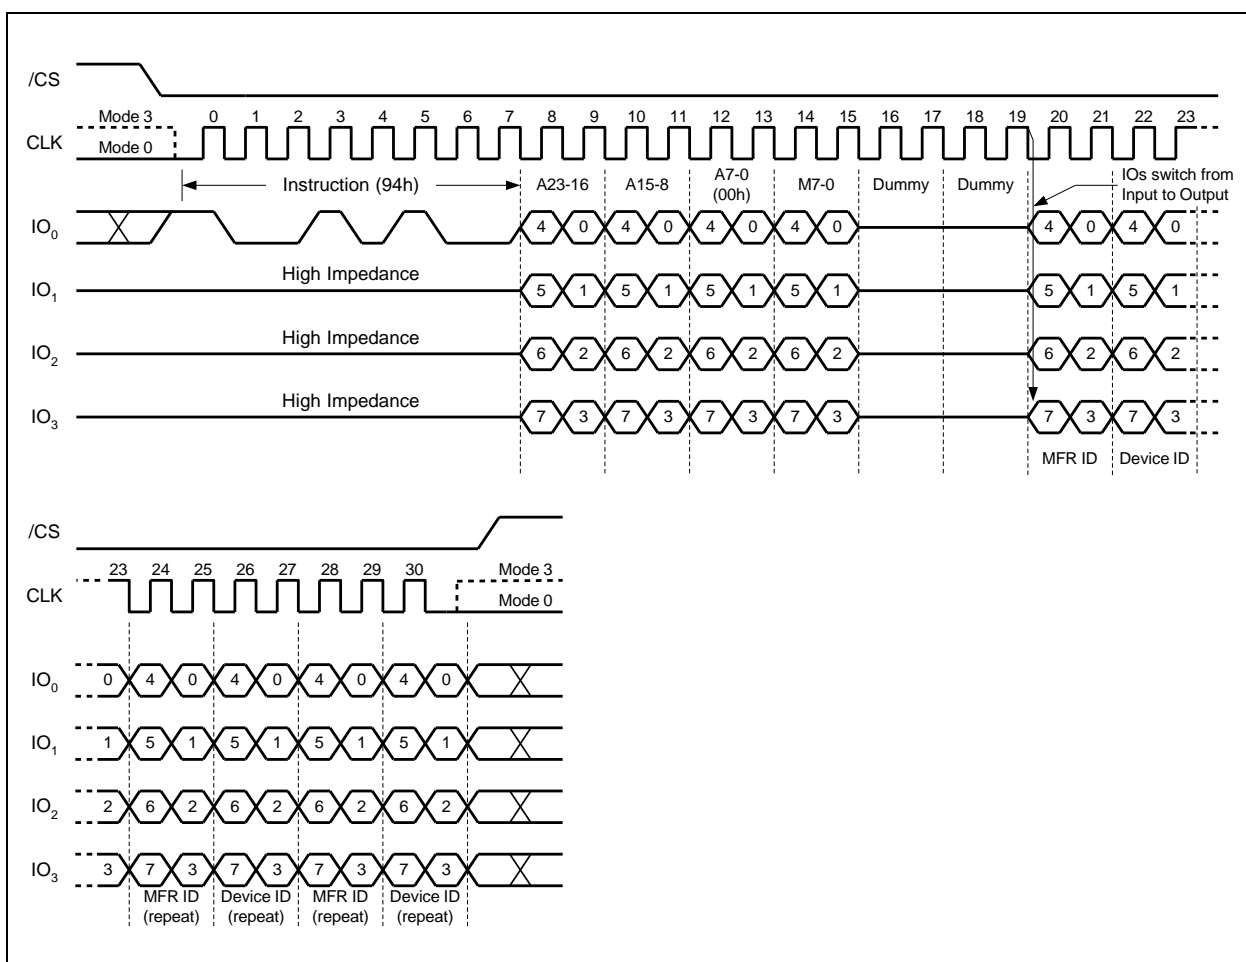 /CS
Mode 3 0 1 2 3 4 5 6 7 8 9 10 11 12 13 14 15 16 17 18 19 20 21 22 23
CLK
Mode 0
Instruction (94h) A23-16 A15-8 A7-0 M7-0 Dummy Dummy IOs switch from
(00h) Input to Output
IO0 4 0 4 0 4 0 4 0 4 0 4 0
High Impedance
IO1 5 1 5 1 5 1 5 1 5 1 5 1
High Impedance
IO2 6 2 6 2 6 2 6 2 6 2 6 2
High Impedance
IO3 7 3 7 3 7 3 7 3 7 3 7 3
MFR ID Device ID
/CS
23 24 25 26 27 28 29 30 Mode 3
CLK
Mode 0
IO0 0 4 0 4 0 4 0 4 0
IO1 1 5 1 5 1 5 1 5 1
IO2 2 6 2 6 2 6 2 6 2
IO3 3 7 3 7 3 7 3 7 3
MFR ID Device ID MFR ID Device ID
(repeat) (repeat) (repeat) (repeat)